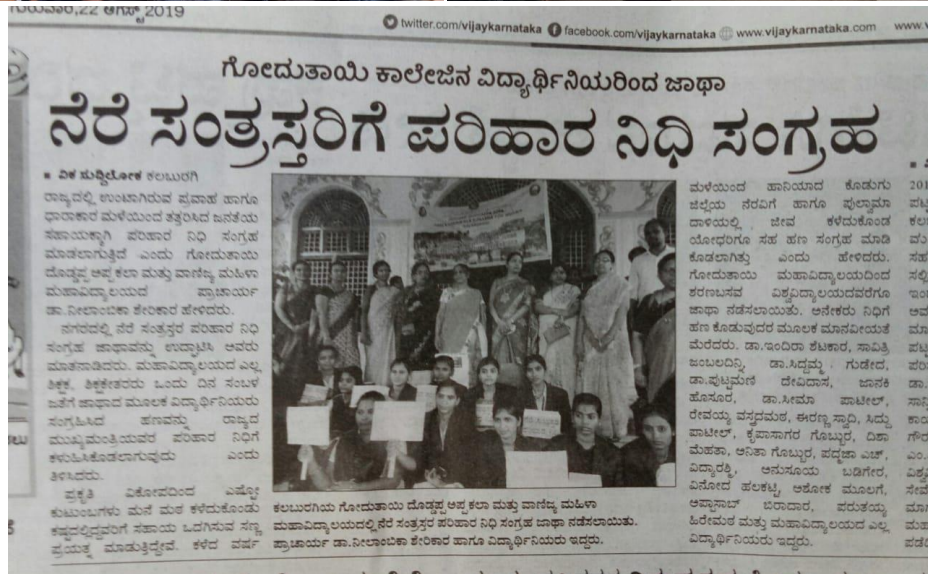 ಗುರುವಾರ,22 ಆಗಸ್ಟ್ 2019
twitter.com/vijaykarnataka facebook.com/vijaykarnataka www.vijaykarnataka.com
ಗೋದುತಾಯಿ ಕಾಲೇಜಿನ ವಿದ್ಯಾರ್ಥಿನಿಯರಿಂದ ಜಾಥಾ
ನೆರೆ ಸಂತ್ರಸ್ತರಿಗೆ ಪರಿಹಾರ ನಿಧಿ ಸಂಗ್ರಹ
■ ವಿಕ ಸುದ್ದಿಲೋಕ ಕಲಬುರಗಿ
ರಾಜ್ಯದಲ್ಲಿ ಉಂಟಾಗಿರುವ ಪ್ರವಾಹ ಹಾಗೂ
ಧಾರಾಕಾರ ಮಳೆಯಿಂದ ತತ್ತರಿಸಿದ ಜನತೆಯ
ಸಹಾಯಕ್ಕಾಗಿ ಪರಿಹಾರ ನಿಧಿ ಸಂಗ್ರಹ
ಮಾಡಲಾಗುತ್ತಿದೆ ಎಂದು ಗೋದುತಾಯಿ
ದೊಡ್ಡಪ್ಪ ಅಪ್ಪ ಕಲಾ ಮತ್ತು ವಾಣಿಜ್ಯ ಮಹಿಳಾ
ಮಹಾವಿದ್ಯಾಲಯದ ಪ್ರಾಚಾರ್ಯ
ಡಾ.ನೀಲಾಂಬಿಕಾ ಶೇರಿಕಾರ ಹೇಳಿದರು.
ನಗರದಲ್ಲಿ ನೆರೆ ಸಂತ್ರಸ್ತರ ಪರಿಹಾರ ನಿಧಿ
ಸಂಗ್ರಹ ಜಾಥಾವನ್ನು ಉದ್ಘಾಟಿಸಿ ಅವರು
ಮಾತನಾಡಿದರು. ಮಹಾವಿದ್ಯಾಲಯದ ಎಲ್ಲ
ಶಿಕ್ಷಕ, ಶಿಕ್ಷಕೇತರರು ಒಂದು ದಿನ ಸಂಬಳ
ಜತೆಗೆ ಜಾಥಾದ ಮೂಲಕ ವಿದ್ಯಾರ್ಥಿನಿಯರು
ಸಂಗ್ರಹಿಸಿದ ಹಣವನ್ನು ರಾಜ್ಯದ
ಮುಖ್ಯಮಂತ್ರಿಯವರ ಪರಿಹಾರ ನಿಧಿಗೆ
ಕಳುಹಿಸಿಕೊಡಲಾಗುವುದು ಎಂದು
ತಿಳಿಸಿದರು.
ಪ್ರಕೃತಿ ವಿಕೋಪದಿಂದ ಎಷ್ಟೋ
ಕುಟುಂಬಗಳು ಮನೆ ಮಠ ಕಳೆದುಕೊಂಡು
ಕಷ್ಟದಲ್ಲಿದ್ದವರಿಗೆ ಸಹಾಯ ಒದಗಿಸುವ ಸಣ್ಣ
ಪ್ರಯತ್ನ ಮಾಡುತ್ತಿದ್ದೇವೆ. ಕಳೆದ ವರ್ಷ
ಕಲಬುರಗಿಯ ಗೋದುತಾಯಿ ದೊಡ್ಡಪ್ಪ ಅಪ್ಪ ಕಲಾ ಮತ್ತು ವಾಣಿಜ್ಯ ಮಹಿಳಾ
ಮಹಾವಿದ್ಯಾಲಯದಲ್ಲಿ ನೆರೆ ಸಂತ್ರಸ್ತರ ಪರಿಹಾರ ನಿಧಿ ಸಂಗ್ರಹ ಜಾಥಾ ನಡೆಸಲಾಯಿತು.
ಪ್ರಾಚಾರ್ಯ ಡಾ.ನೀಲಾಂಬಿಕಾ ಶೇರಿಕಾರ ಹಾಗೂ ವಿದ್ಯಾರ್ಥಿನಿಯರು ಇದ್ದರು.
ಮಳೆಯಿಂದ ಹಾನಿಯಾದ ಕೊಡುಗು
ಜಿಲ್ಲೆಯ ನೆರವಿಗೆ ಹಾಗೂ ಪುಲ್ವಾಮಾ
ದಾಳಿಯಲ್ಲಿ ಜೀವ ಕಳೆದುಕೊಂಡ
ಯೋಧರಿಗೂ ಸಹ ಹಣ ಸಂಗ್ರಹ ಮಾಡಿ
ಕೂಡಲಾಗಿತ್ತು ಎಂದು ಹೇಳಿದರು.
ಗೋದುತಾಯಿ ಮಹಾವಿದ್ಯಾಲಯದಿಂದ
ಶರಣಬಸವ ವಿಶ್ವವಿದ್ಯಾಲಯದವರೆಗೂ
ಜಾಥಾ ನಡೆಸಲಾಯಿತು. ಅನೇಕರು ನಿಧಿಗೆ
ಹಣ ಕೊಡುವುದರ ಮೂಲಕ ಮಾನವೀಯತೆ
ಮೆರೆದರು. ಡಾ.ಇಂದಿರಾ ಶೆಟಕಾರ, ಸಾವಿತ್ರಿ
ಜಂಬಲದಿನ್ನಿ, ಡಾ.ಸಿದ್ದಮ್ಮ ಗುಡೇದ,
ಡಾ.ಪುಟ್ಟಮಣಿ ದೇವಿದಾಸ, ಜಾನಕಿ
ಹೊಸೂರ, ಡಾ.ಸೀಮಾ ಪಾಟೀಲ್,
ರೇವಯ್ಯ ವಸ್ತ್ರದಮಠ, ಈರಣ್ಣ ಸ್ವಾದಿ, ಸಿದ್ದು
ಪಾಟೀಲ್, ಕೃಪಾಸಾಗರ ಗೊಬ್ಬುರ, ದಿಶಾ
ಮೆಹತಾ, ಅನಿತಾ ಗೊಬ್ಬುರ, ಪದ್ಮಜಾ ಎಚ್,
ವಿದ್ಯಾರಶ್ಮಿ, ಅನುಸೂಯ ಬಡಿಗೇರ,
ವಿನೋದ ಹಲಕಟ್ಟಿ, ಅಶೋಕ ಮೂಲಗೆ,
ಅಪ್ಪಾಸಾಬ್ ಬಿರಾದಾರ, ಪರುತಯ್ಯ
ಹಿರೇಮಠ ಮತ್ತು ಮಹಾವಿದ್ಯಾಲಯದ ಎಲ್ಲ
ವಿದ್ಯಾರ್ಥಿನಿಯರು ಇದ್ದರು.